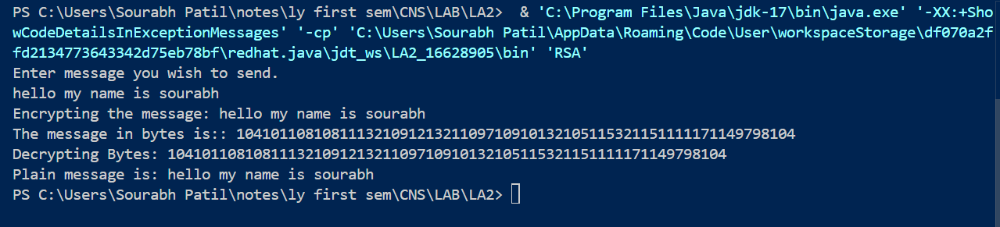 PS C:\Users\Sourabh Patil\notes\ly first sem\CNS\LAB\LA2>  & 'C:\Program Files\Java\jdk-17\bin\java.exe' '-XX:+Sho
wCodeDetailsInExceptionMessages' '-cp' 'C:\Users\Sourabh Patil\AppData\Roaming\Code\User\workspaceStorage\df070a2f
fd2134773643342d75eb78bf\redhat.java\jdt_ws\LA2_16628905\bin' 'RSA'
Enter message you wish to send.
hello my name is sourabh
Encrypting the message: hello my name is sourabh
The message in bytes is:: 10410110810811132109121321109710910132105115321151111171149798104
Decrypting Bytes: 10410110810811132109121321109710910132105115321151111171149798104
Plain message is: hello my name is sourabh
PS C:\Users\Sourabh Patil\notes\ly first sem\CNS\LAB\LA2>